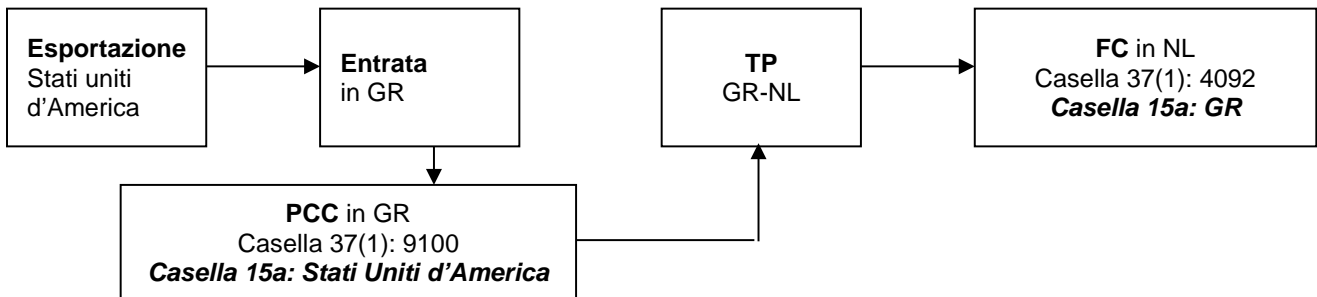 Esportazione
Stati uniti
d'America
Entrata
in GR
PCC in GR
Casella 37(1): 9100
Casella 15a: Stati Uniti d'America
TP
GR-NL
FC in NL
Casella 37(1): 4092
Casella 15a: GR